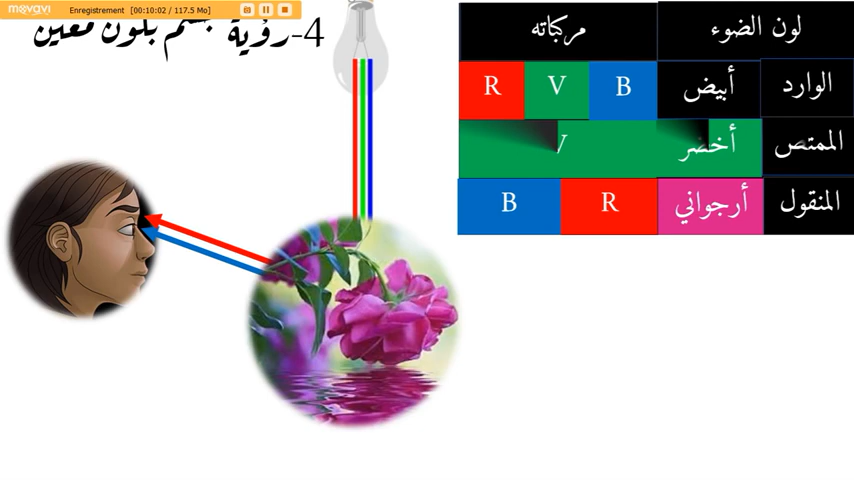 movavi Enregistrement [00:10:02 / 117.5 Mo]
4-رؤية جسم بلون معين
لون الضوء مركباته
الوارد أبيض B V R
الممتص أخضر V
المنقول أرجواني R B